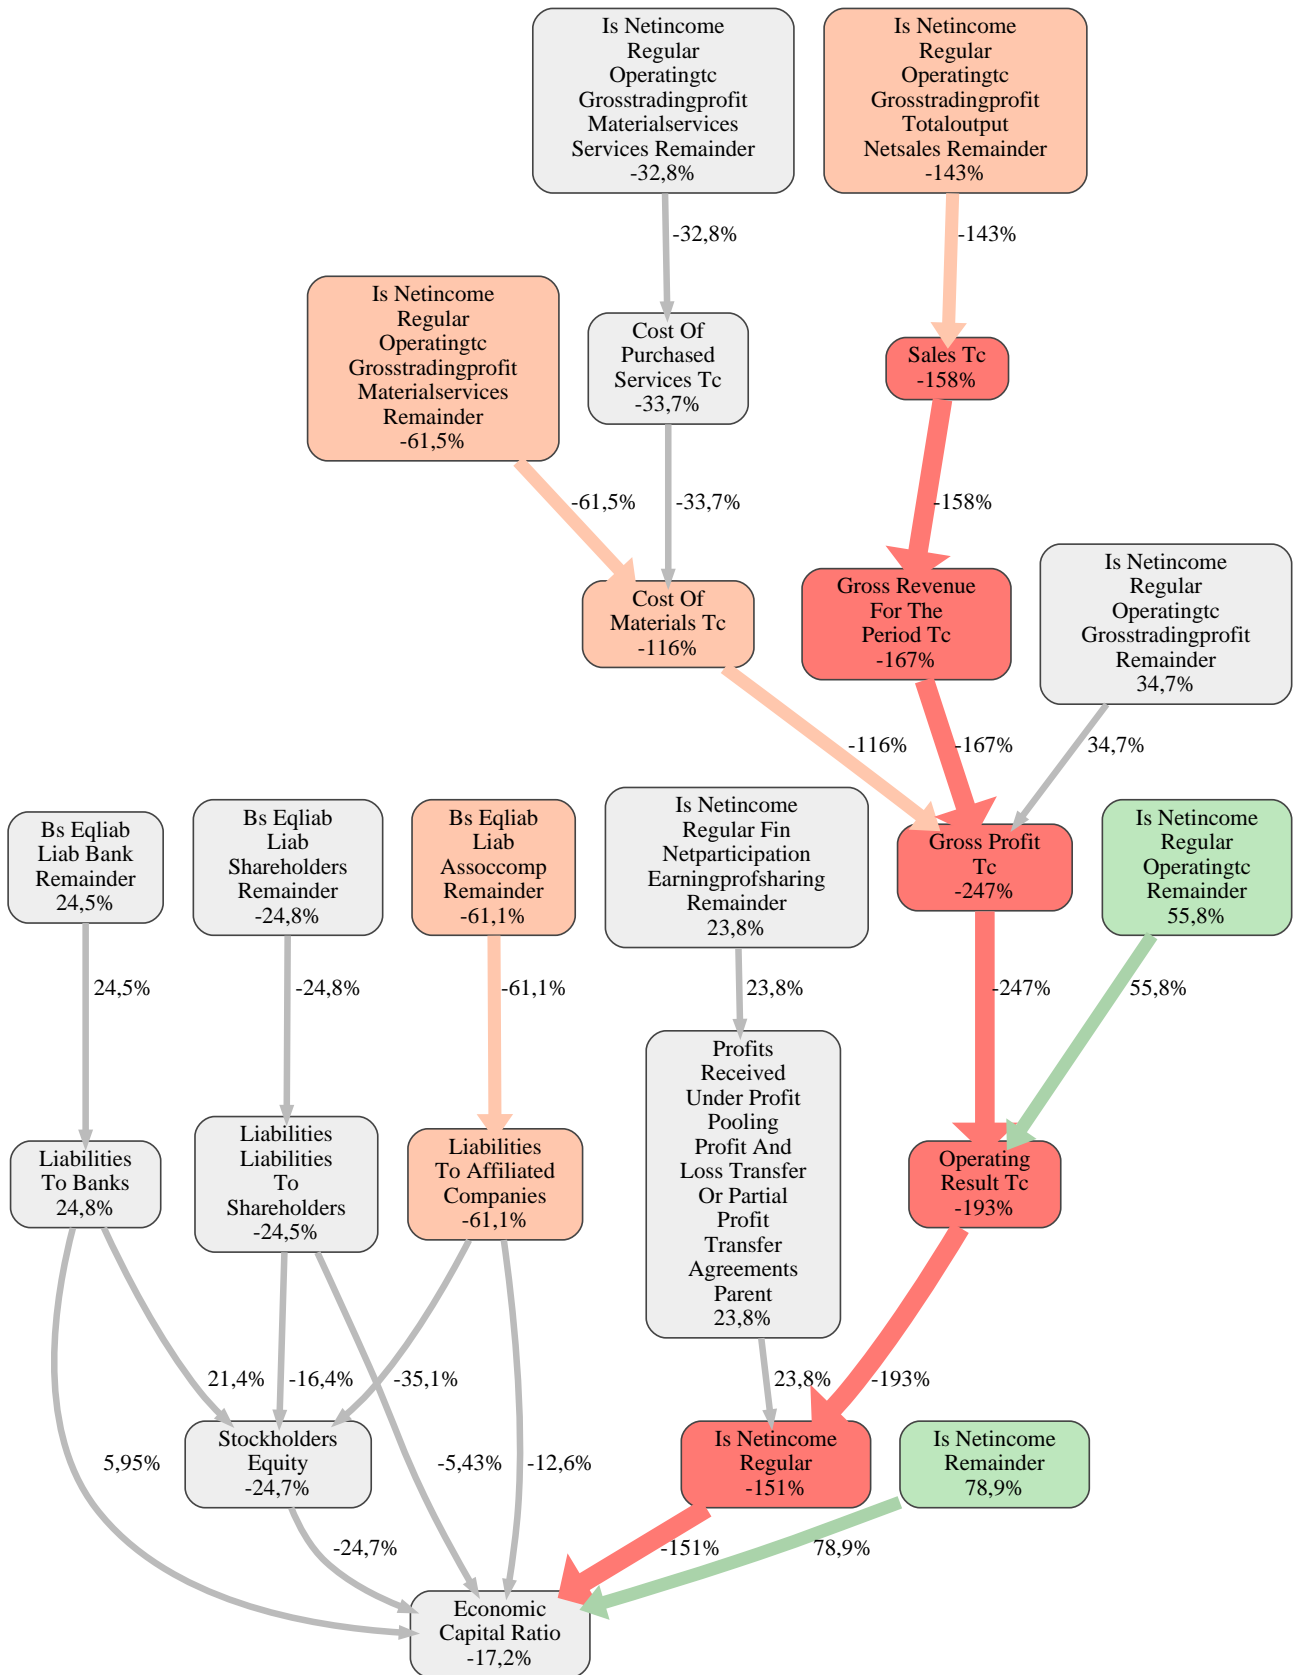 Is Netincome
Regular
Operatingtc
Grosstradingprofit
Materialservices
Services Remainder
-32,8%
Is Netincome
Regular
Operatingtc
Grosstradingprofit
Totaloutput
Netsales Remainder
-143%
-32,8%
-143%
Is Netincome
Regular
Operatingtc
Grosstradingprofit
Materialservices
Remainder
-61,5%
Cost Of
Purchased
Services Tc
-33,7%
Sales Tc
-158%
-61,5%
-33,7%
-158%
Cost Of
Materials Tc
-116%
Gross Revenue
For The
Period Tc
-167%
Is Netincome
Regular
Operatingtc
Grosstradingprofit
Remainder
34,7%
-116%
-167%
34,7%
Bs Eqliab
Liab Bank
Remainder
24,5%
Bs Eqliab
Liab
Shareholders
Remainder
-24,8%
Bs Eqliab
Liab
Assoccomp
Remainder
-61,1%
Is Netincome
Regular Fin
Netparticipation
Earningprofsharing
Remainder
23,8%
Gross Profit
Tc
-247%
Is Netincome
Regular
Operatingtc
Remainder
55,8%
24,5%
-24,8%
-61,1%
23,8%
-247%
55,8%
Liabilities
To Banks
24,8%
Liabilities
Liabilities
To
Shareholders
-24,5%
Liabilities
To Affiliated
Companies
-61,1%
Profits
Received
Under Profit
Pooling
Profit And
Loss Transfer
Or Partial
Profit
Transfer
Agreements
Parent
23,8%
Operating
Result Tc
-193%
21,4%
-16,4%
-35,1%
23,8%
-193%
Stockholders
Equity
-24,7%
Is Netincome
Regular
-151%
Is Netincome
Remainder
78,9%
5,95%
-5,43%
-12,6%
-24,7%
-151%
78,9%
Economic
Capital Ratio
-17,2%